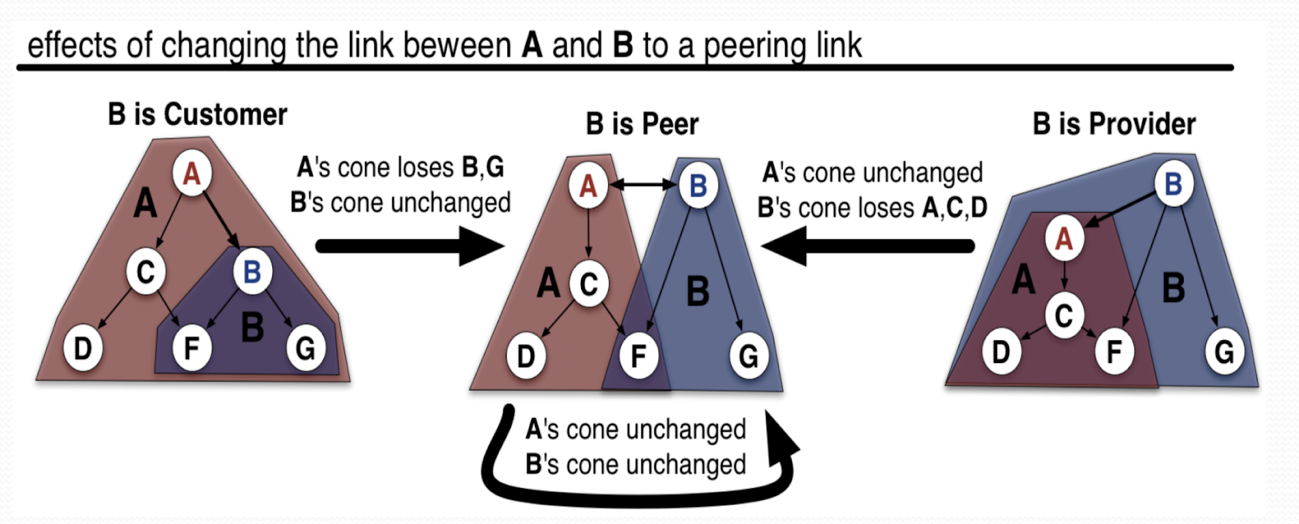 effects of changing the link beween A and B to a peering link
B is Customer
A
A
C
B
B
D
F
G
A's cone loses B,G
B's cone unchanged
B is Peer
A
B
A
C
B
D
F
G
A's cone unchanged
B's cone unchanged
A's cone unchanged
B's cone loses A,C,D
B is Provider
B
A
A
B
C
D
F
G